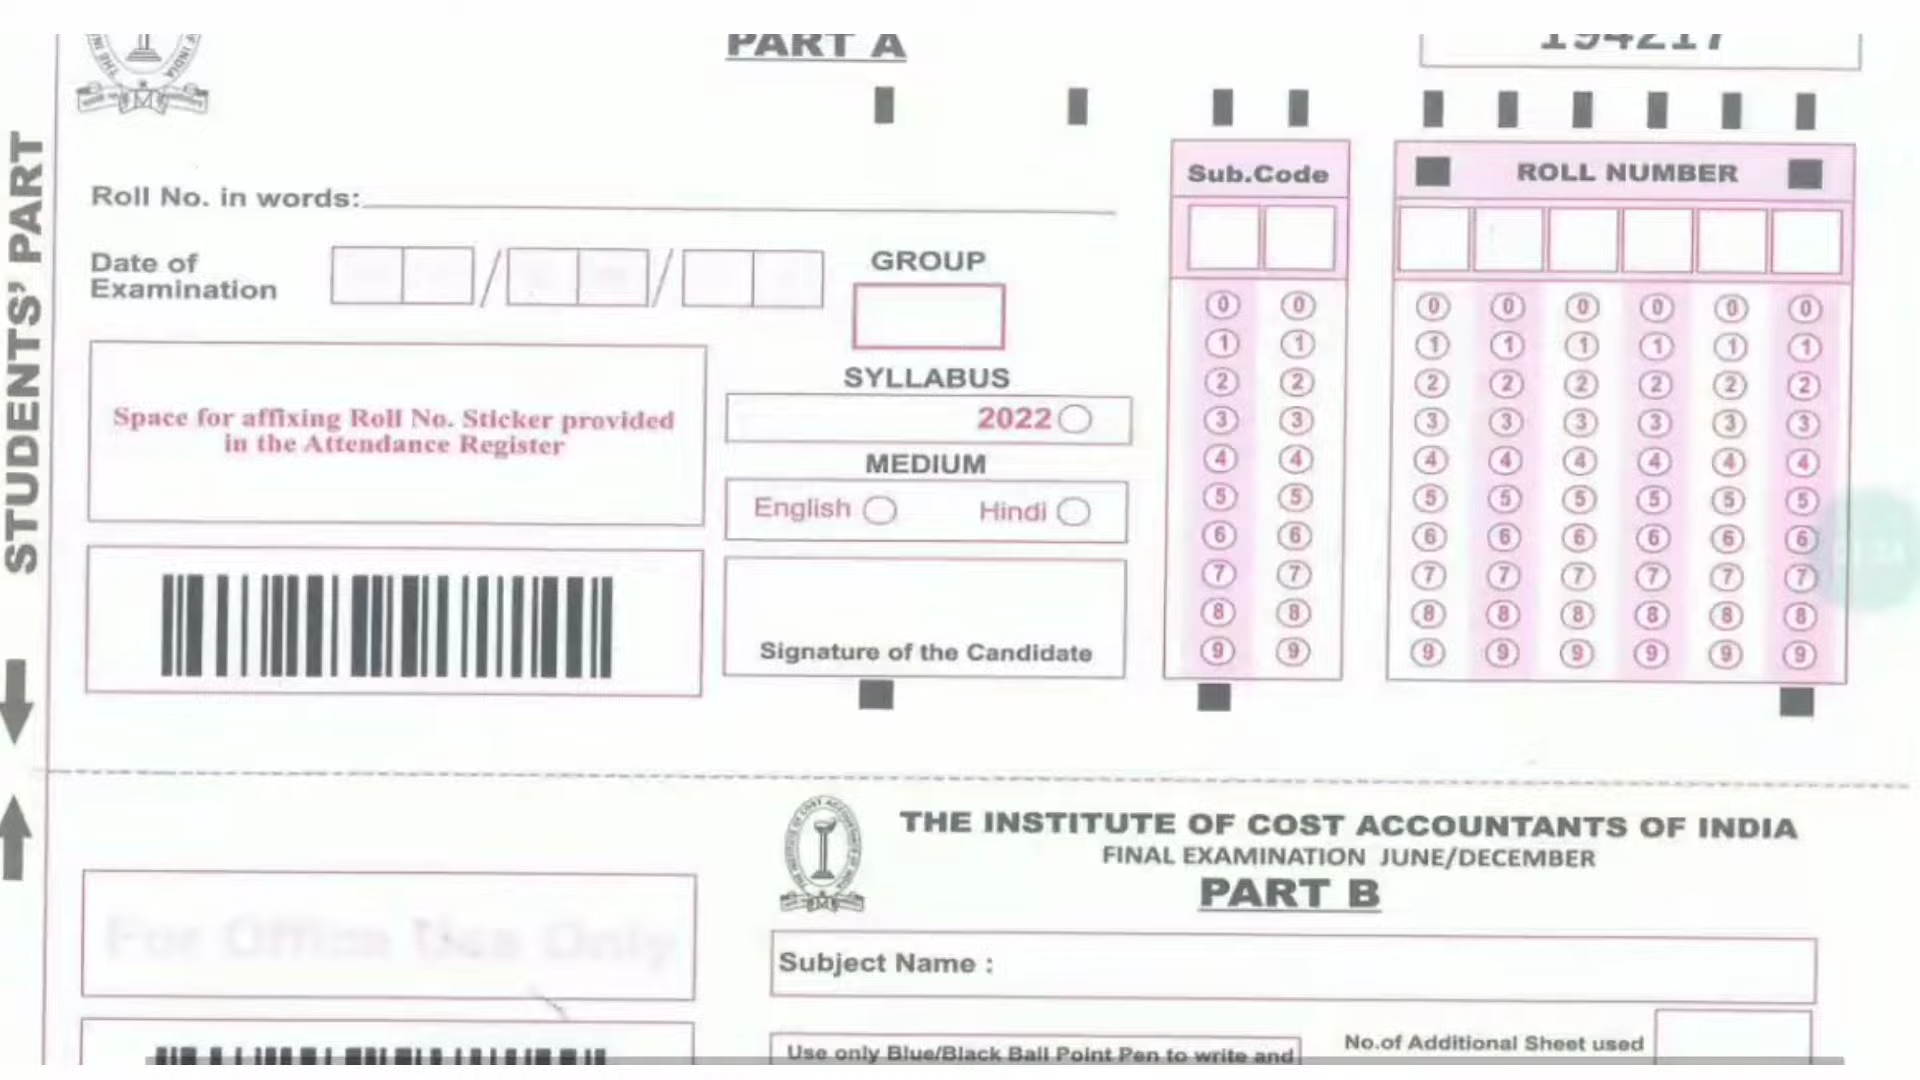 PART A
194217
STUDENTS' PART
Sub.Code
ROLL NUMBER
Roll No. in words:
Date of
Examination
/ /
GROUP
SYLLABUS
2022
MEDIUM
English
Hindi
Space for affixing Roll No. Sticker provided
in the Attendance Register
Signature of the Candidate
0 0 0 0 0 0 0 0
1 1 1 1 1 1 1 1
2 2 2 2 2 2 2 2
3 3 3 3 3 3 3 3
4 4 4 4 4 4 4 4
5 5 5 5 5 5 5 5
6 6 6 6 6 6 6 6
7 7 7 7 7 7 7 7
8 8 8 8 8 8 8 8
9 9 9 9 9 9 9 9
THE INSTITUTE OF COST ACCOUNTANTS OF INDIA
FINAL EXAMINATION JUNE/DECEMBER
PART B
For Office Use Only
Subject Name :
Use only Blue/Black Ball Point Pen to write and
No.of Additional Sheet used